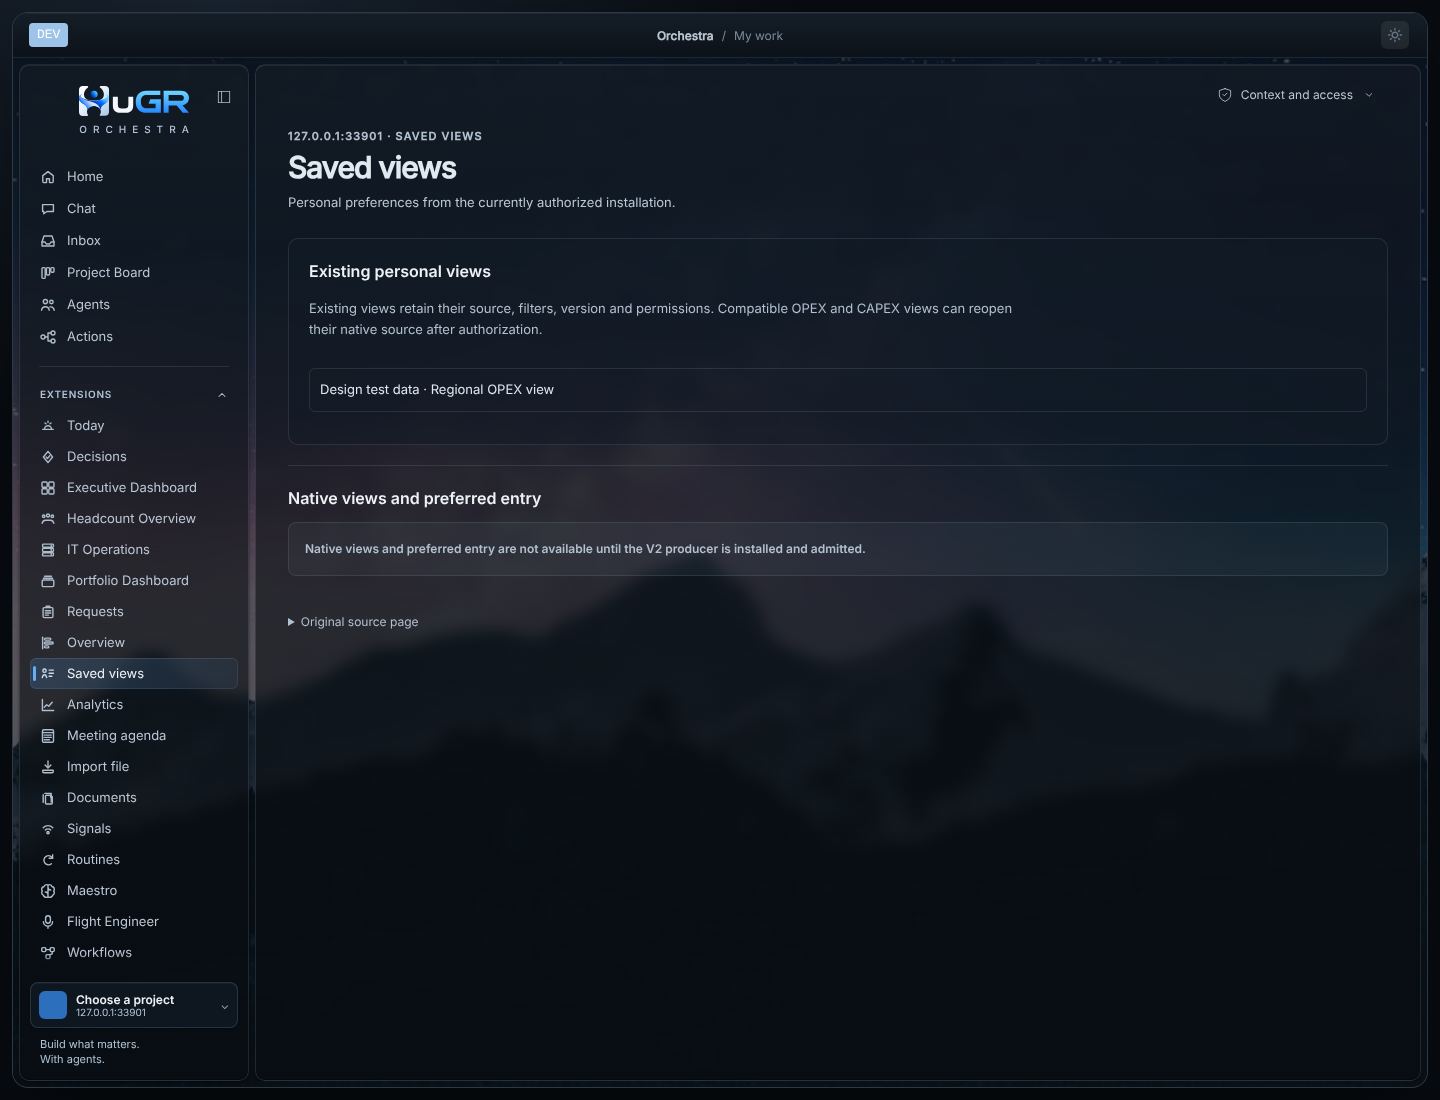 DEV
Orchestra / My work
HuGR
ORCHESTRA
Home
Chat
Inbox
Project Board
Agents
Actions
EXTENSIONS
Today
Decisions
Executive Dashboard
Headcount Overview
IT Operations
Portfolio Dashboard
Requests
Overview
Saved views
Analytics
Meeting agenda
Import file
Documents
Signals
Routines
Maestro
Flight Engineer
Workflows
Choose a project
127.0.0.1:33901
Build what matters.
With agents.
Context and access
127.0.0.1:33901 · SAVED VIEWS
Saved views
Personal preferences from the currently authorized installation.
Existing personal views
Existing views retain their source, filters, version and permissions. Compatible OPEX and CAPEX views can reopen
their native source after authorization.
Design test data · Regional OPEX view
Native views and preferred entry
Native views and preferred entry are not available until the V2 producer is installed and admitted.
Original source page